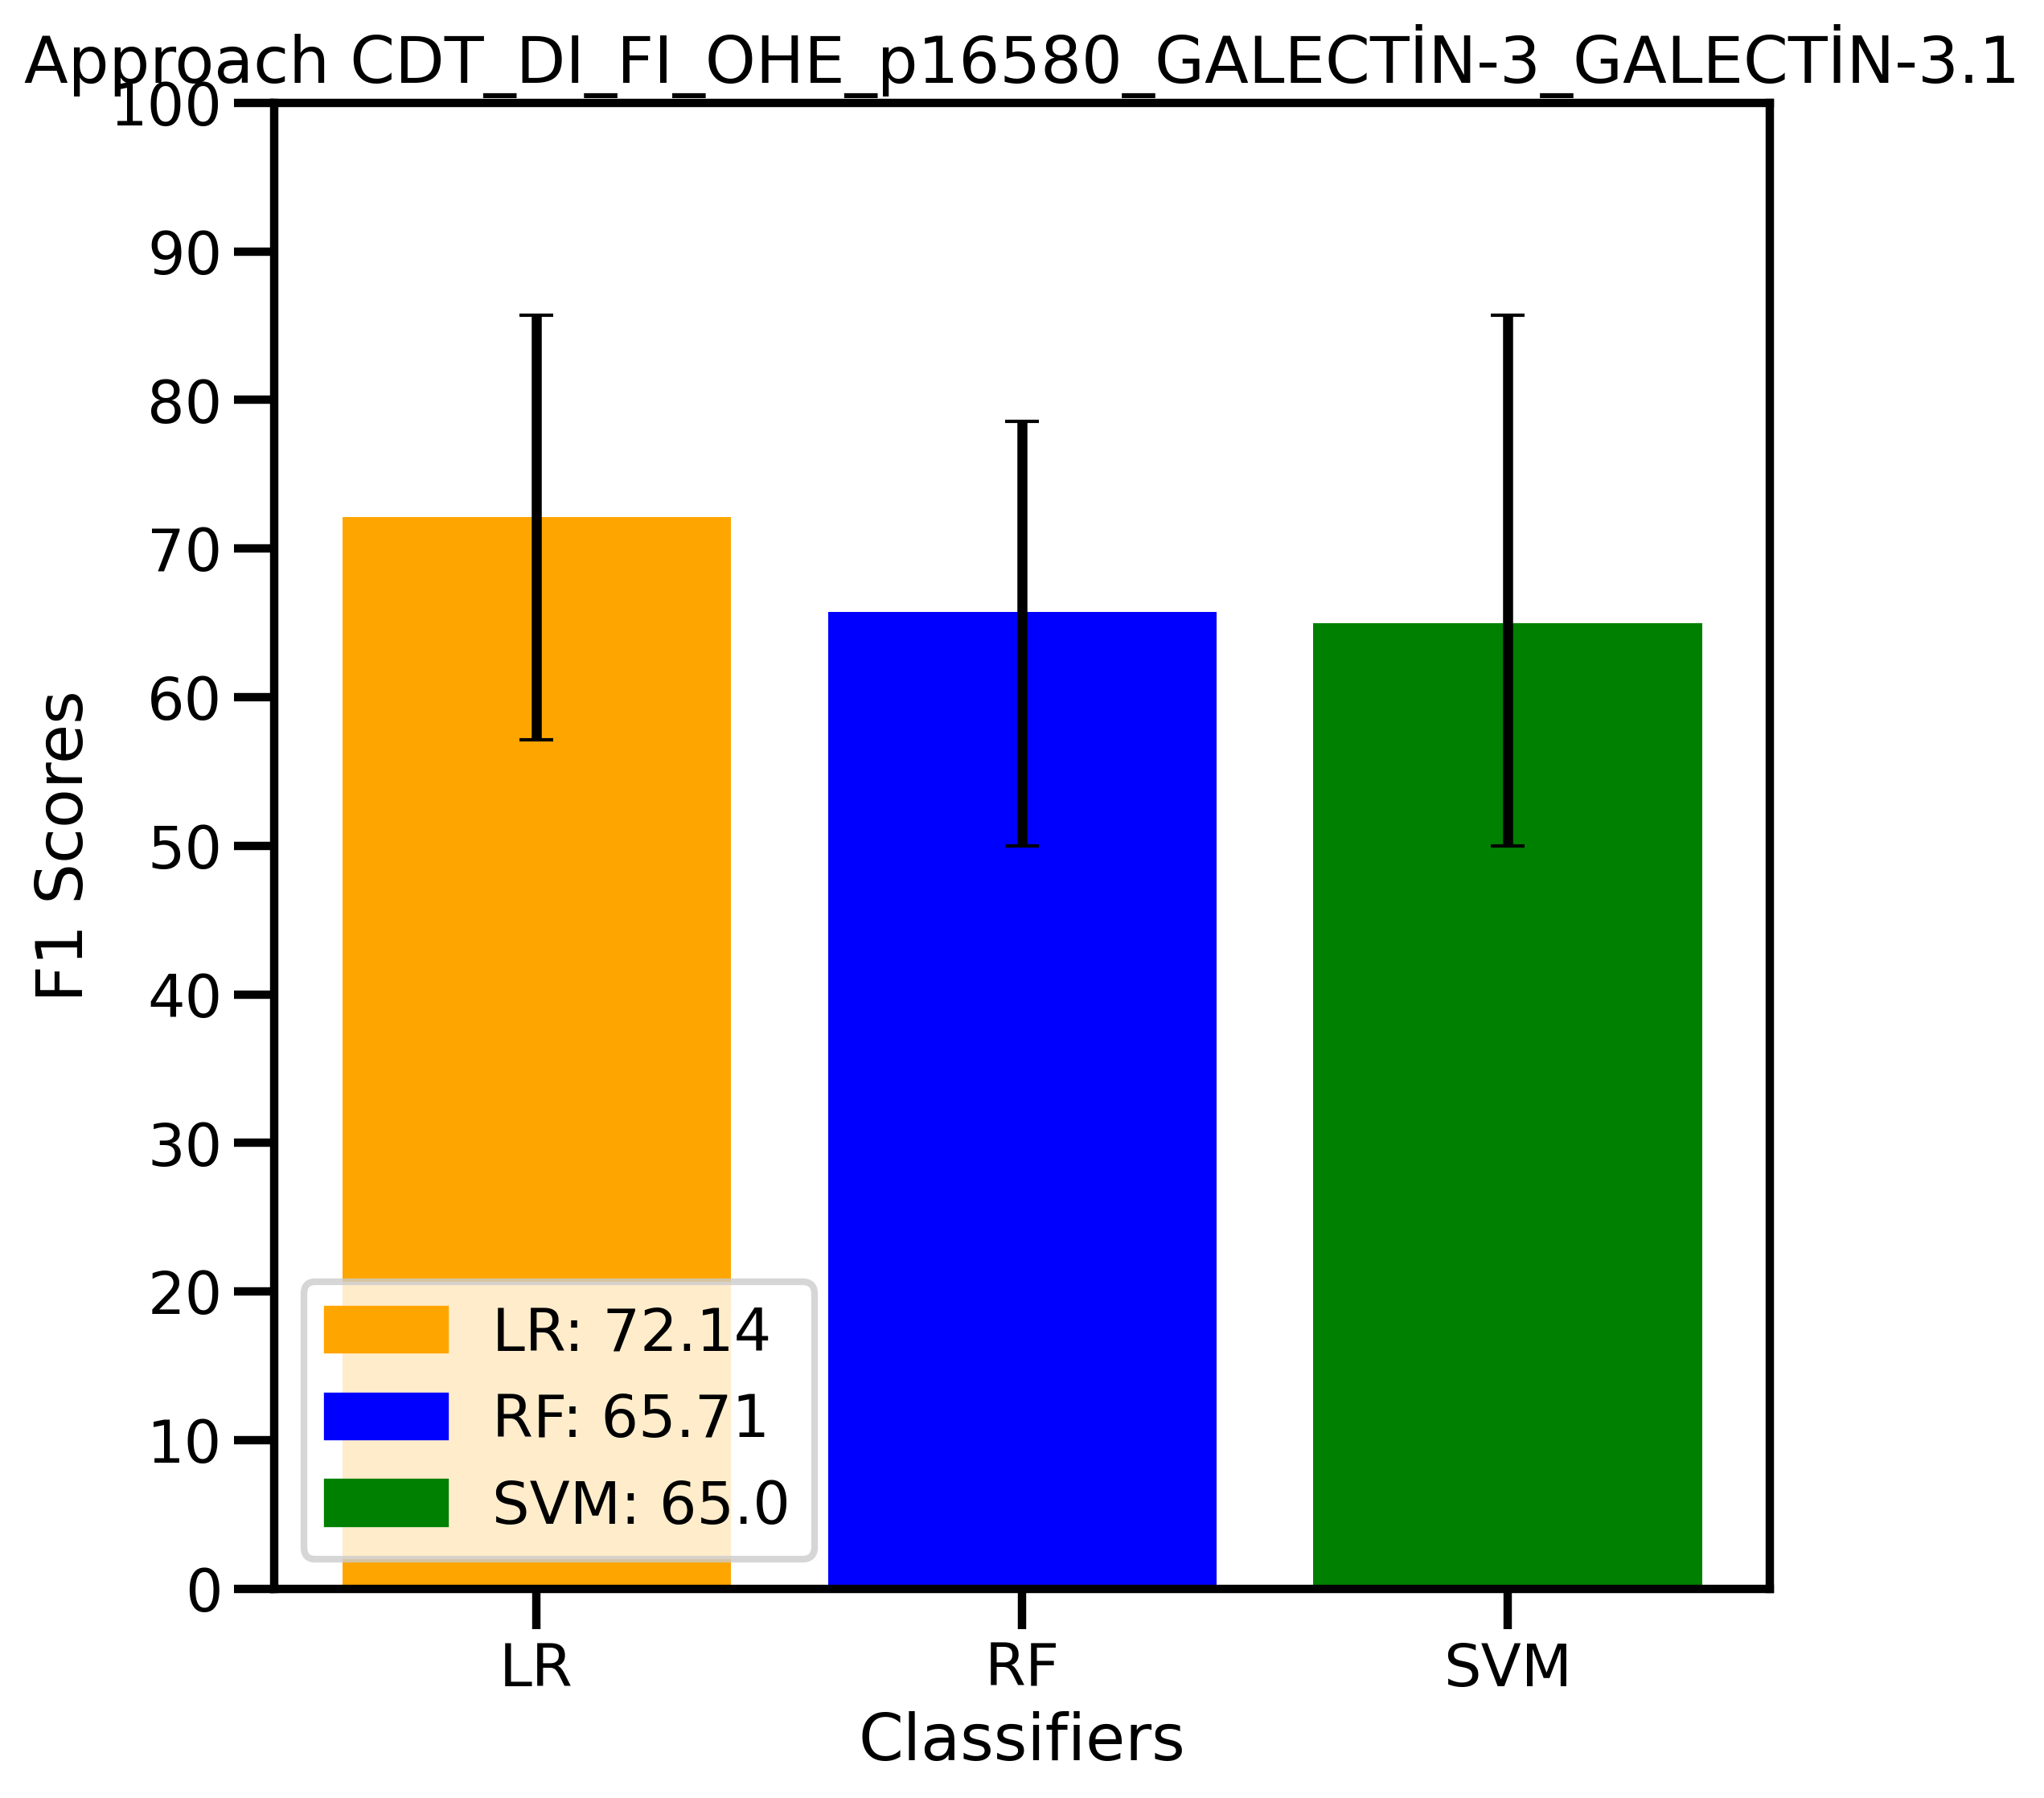 Approach CDT_DI_FI_OHE_p16580_GALECTİN-3_GALECTİN-3.1
100
90
80
70
60
50
40
30
20
10
0
F1 Scores
LR: 72.14
RF: 65.71
SVM: 65.0
LR RF SVM
Classifiers